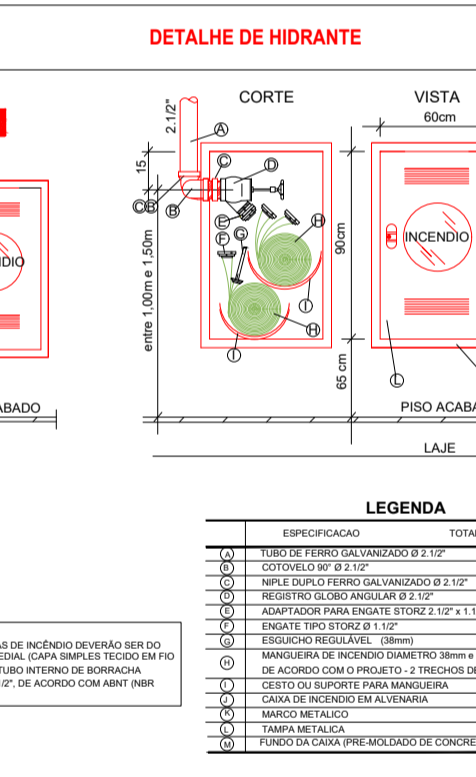 DETALHE DE HIDRANTE
CORTE
VISTA
60cm
2.1/2"
A
15
C
D
C
B
B
E
F
G
H
I
H
I
entre 1,00m e 1,50m
90cm
65 cm
INCENDIO
DIO
L
ABADO
PISO ACABA
LAJE
LEGENDA
ESPECIFICACAO TOTA
A TUBO DE FERRO GALVANIZADO Ø 2.1/2"
B COTOVELO 90° Ø 2.1/2"
C NIPLE DUPLO FERRO GALVANIZADO Ø 2.1/2"
D REGISTRO GLOBO ANGULAR Ø 2.1/2"
E ADAPTADOR PARA ENGATE STORZ 2.1/2" x 1.1
F ENGATE TIPO STORZ Ø 1.1/2"
G ESGUICHO REGULÁVEL (38mm)
H MANGUEIRA DE INCENDIO DIAMETRO 38mm e
DE ACORDO COM O PROJETO - 2 TRECHOS DE
I CESTO OU SUPORTE PARA MANGUEIRA
J CAIXA DE INCENDIO EM ALVENARIA
K MARCO METALICO
L TAMPA METALICA
M FUNDO DA CAIXA (PRE-MOLDADO DE CONCRE
AS DE INCÊNDIO DEVERÃO SER DO
EDIAL (CAPA SIMPLES TECIDO EM FIO
TUBO INTERNO DE BORRACHA
1/2", DE ACORDO COM ABNT (NBR